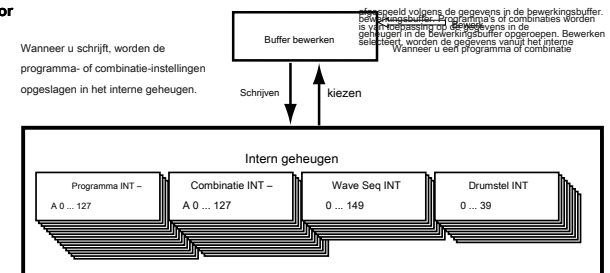 or
Wanneer u schrijft, worden de
programma- of combinatie-instellingen
opgeslagen in het interne geheugen.
Buffer bewerken
afgespeeld volgens de gegevens in de bewerkingsbuffer.
bewerkingsbuffer. Programma's of combinaties worden
is van toepassing op de gegevens in de
Bewerk
geheugen in de bewerkingsbuffer opgeroepen. Bewerken
selecteert, worden de gegevens vanuit het interne
Wanneer u een programma of combinatie
Schrijven
kiezen
Intern geheugen
Programma INT –
A 0 ... 127
Combinatie INT –
A 0 ... 127
Wave Seq INT
0 ... 149
Drumstel INT
0 ... 39